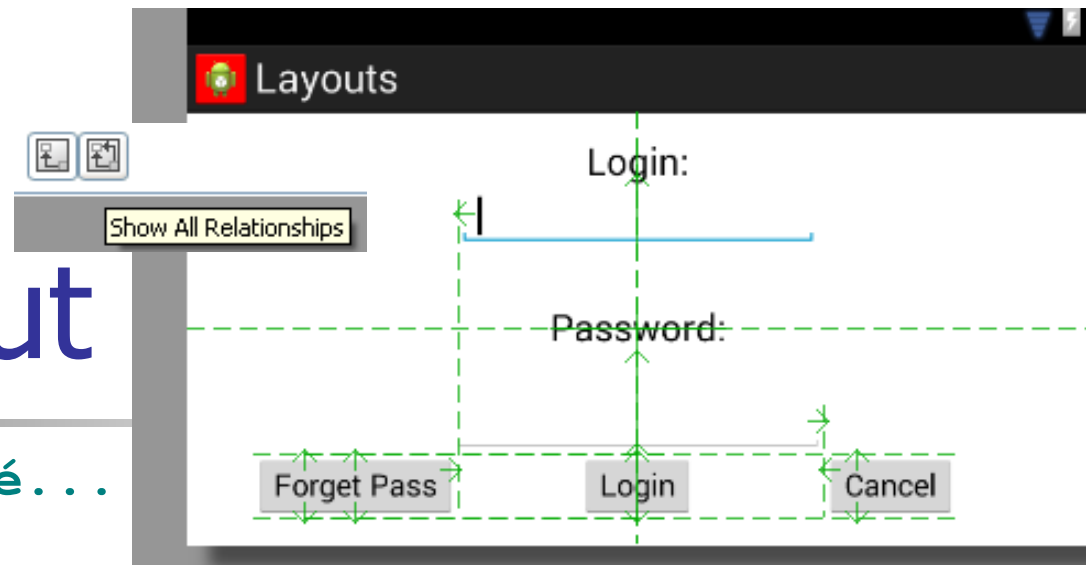 Layouts
Login:
Show All Relationships
ut
Password:
é...
Forget Pass
Login
Cancel